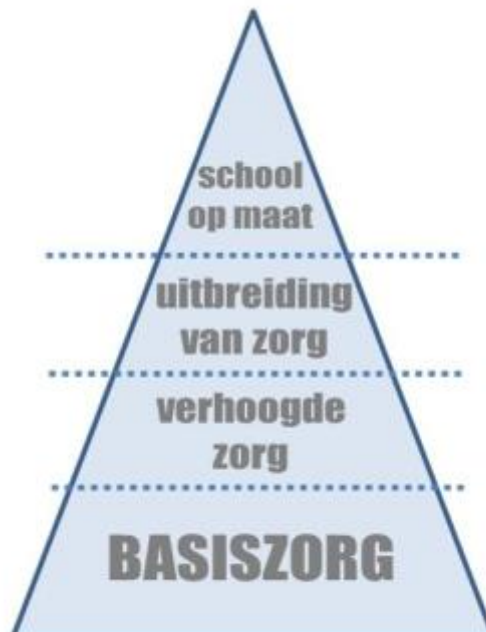 school
op maat
uitbreiding
van zorg
verhoogde
zorg
BASISZORG